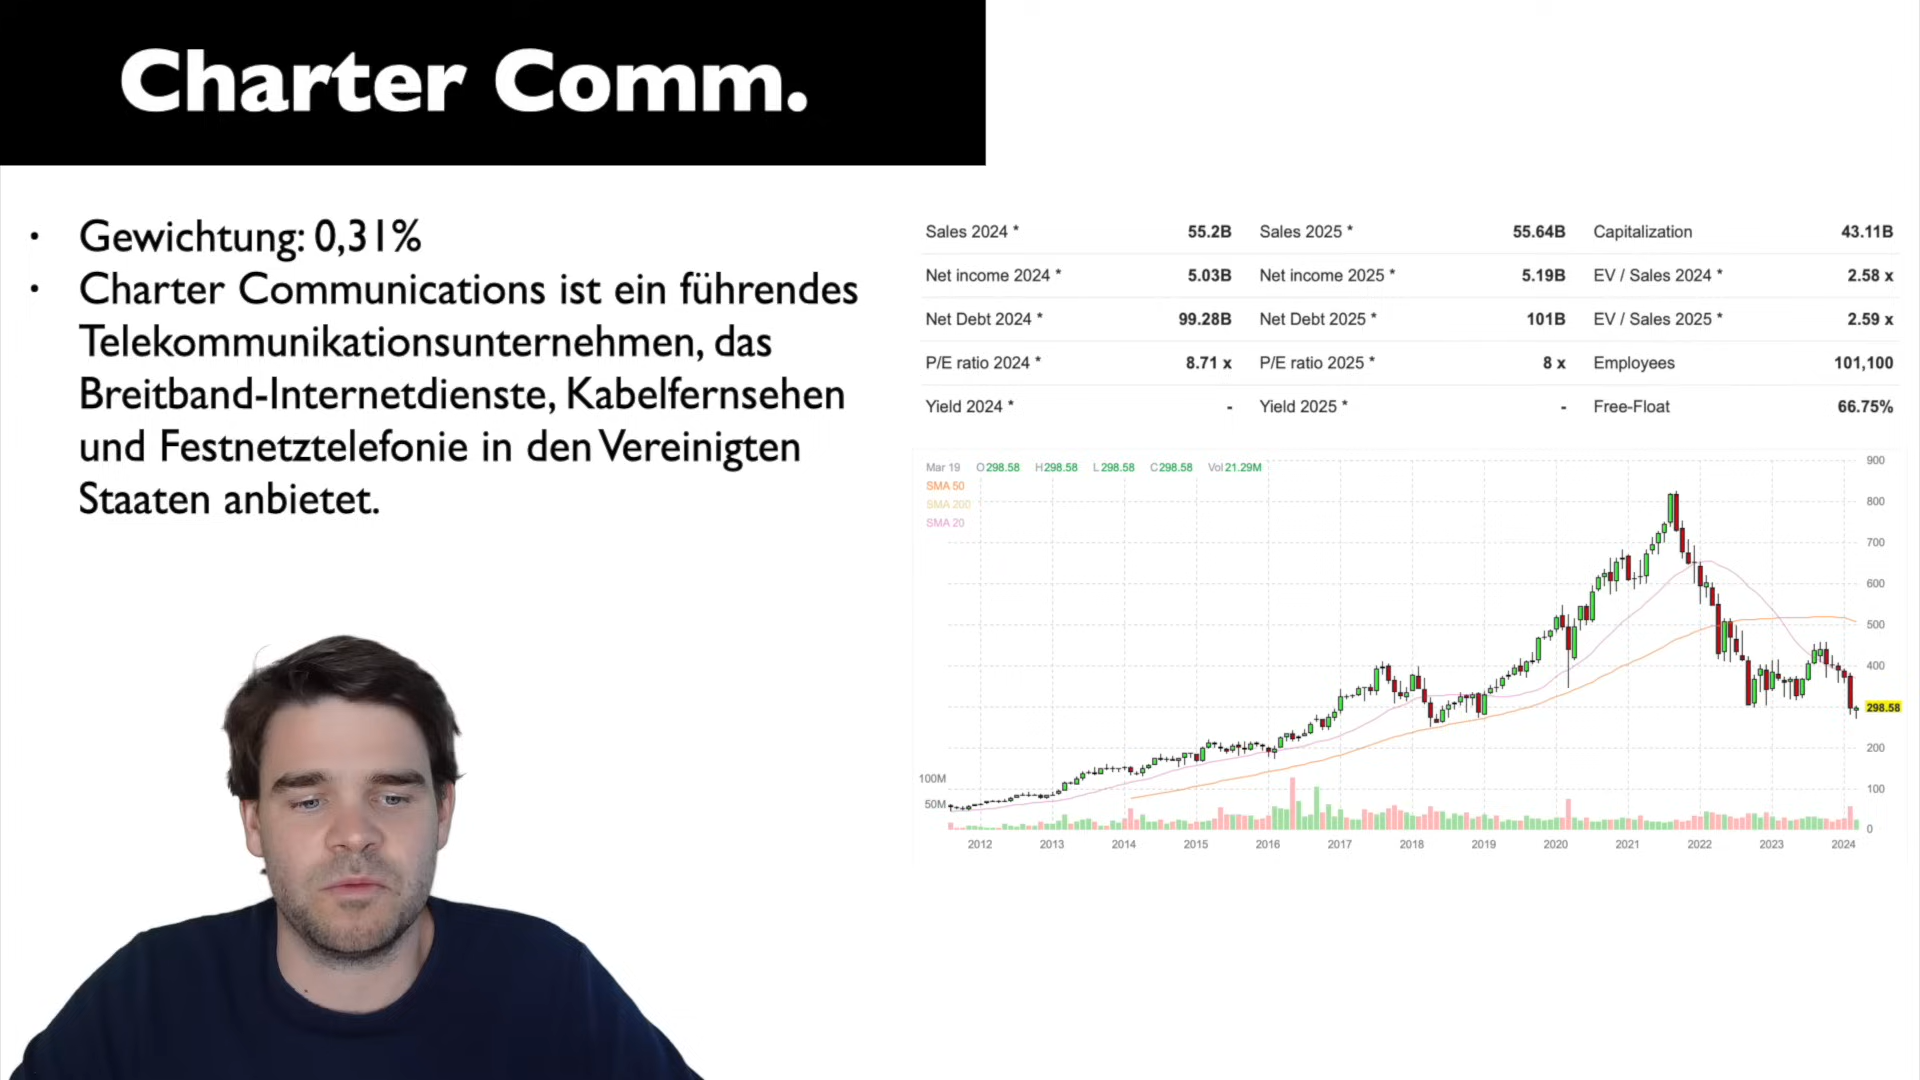 Charter Comm.
• Gewichtung: 0,31%
• Charter Communications ist ein führendes
Telekommunikationsunternehmen, das
Breitband-Internetdienste, Kabelfernsehen
und Festnetztelefonie in den Vereinigten
Staaten anbietet.
Sales 2024 * 55.2B Sales 2025 * 55.64B Capitalization 43.11B
Net income 2024 * 5.03B Net income 2025 * 5.19B EV / Sales 2024 * 2.58 x
Net Debt 2024 * 99.28B Net Debt 2025 * 101B EV / Sales 2025 * 2.59 x
P/E ratio 2024 * 8.71 x P/E ratio 2025 * 8 x Employees 101,100
Yield 2024 * - Yield 2025 * - Free-Float 66.75%
Mar 19 O298.58 H298.58 L298.58 C298.58 Vol21.29M
SMA 50
SMA 200
SMA 20
900
800
700
600
500
400
298.58
200
100
0
100M
50M
2012 2013 2014 2015 2016 2017 2018 2019 2020 2021 2022 2023 2024